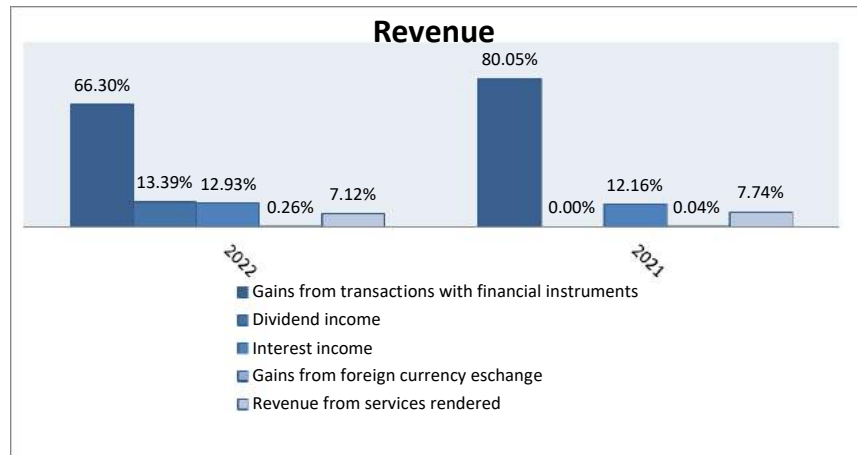 Revenue
66.30%
13.39%
12.93%
0.26%
7.12%
80.05%
0.00%
12.16%
0.04%
7.74%
2022
2021
Gains from transactions with financial instruments
Dividend income
Interest income
Gains from foreign currency eschange
Revenue from services rendered